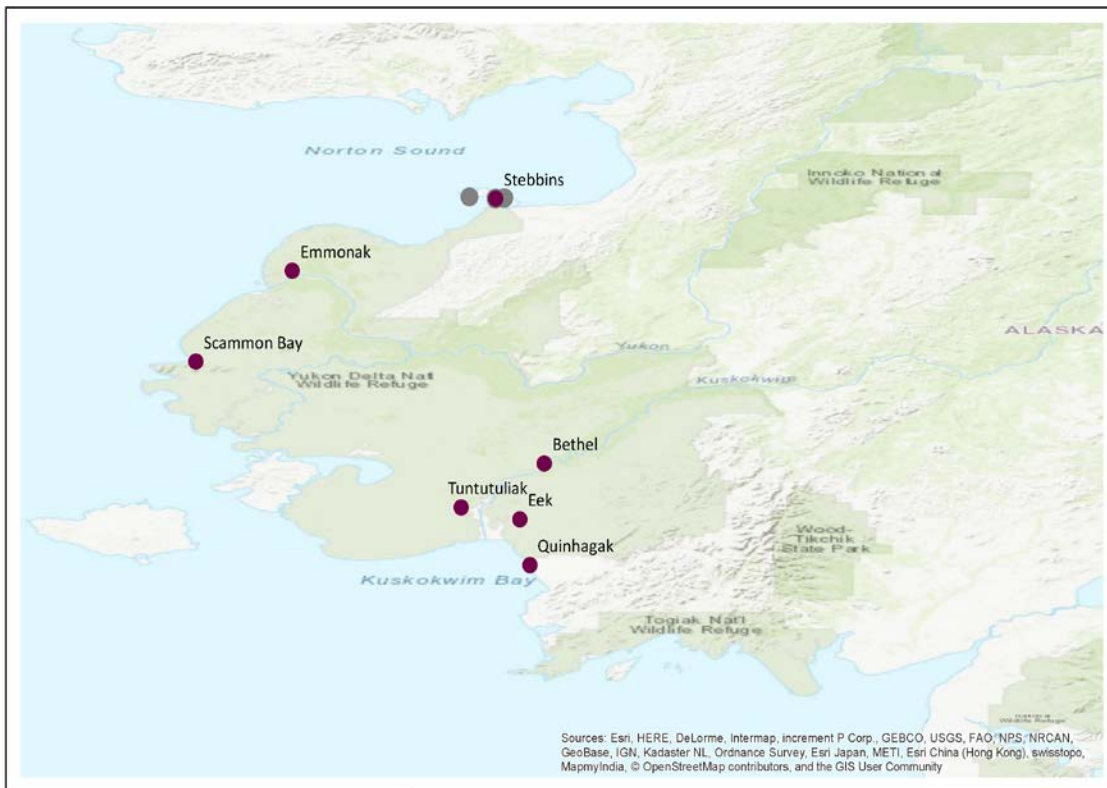 Norton Sound
Stebbins
Innoko National
Wildlife Refuge
Emmonak
ALASKA
Scammon Bay
Yukon
Yukon Delta Natl
Wildlife Refuge
Kuskokwim
Bethel
Tuntutuliak
Eek
Wood-
Tikchik
State Park
Quinhagak
Kuskokwim Bay
Togiak Nat'l
Wildlife Refuge
Wildlife Refuge
Sources: Esri, HERE, DeLorme, Intermap, increment P Corp., GEBCO, USGS, FAO, NPS, NRCAN,
GeoBase, IGN, Kadaster NL, Ordnance Survey, Esri Japan, METI, Esri China (Hong Kong), swisstopo,
MapmyIndia, © OpenStreetMap contributors, and the GIS User Community